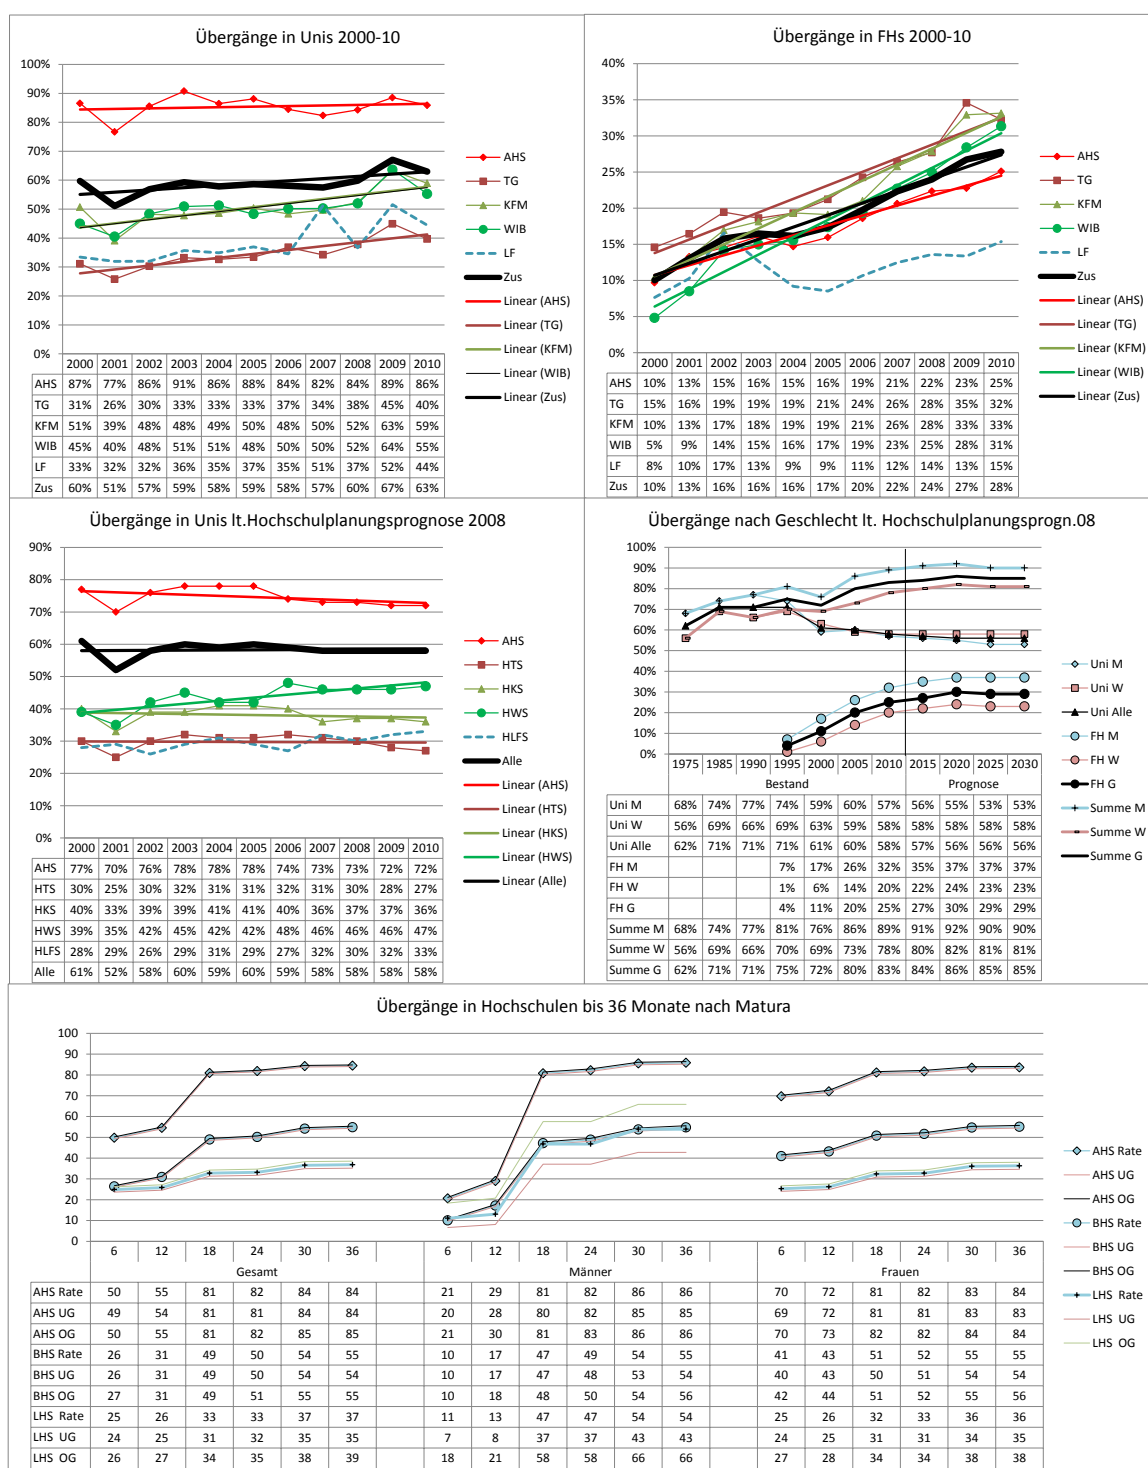 Übergänge in Unis 2000-10
100%
90%
80%
70%
60%
50%
40%
30%
20%
10%
0%
AHS
TG
KFM
WIB
LF
Zus
Linear (AHS)
Linear (TG)
Linear (KFM)
Linear (WIB)
Linear (Zus)
2000 2001 2002 2003 2004 2005 2006 2007 2008 2009 2010
AHS 87% 77% 86% 91% 86% 88% 84% 82% 84% 89% 86%
TG 31% 26% 30% 33% 33% 33% 37% 34% 38% 45% 40%
KFM 51% 39% 48% 48% 49% 50% 48% 50% 52% 63% 59%
WIB 45% 40% 48% 51% 51% 48% 50% 50% 52% 64% 55%
LF 33% 32% 32% 36% 35% 37% 35% 51% 37% 52% 44%
Zus 60% 51% 57% 59% 58% 59% 58% 57% 60% 67% 63%
Übergänge in FHs 2000-10
40%
35%
30%
25%
20%
15%
10%
5%
0%
AHS
TG
KFM
WIB
LF
Zus
Linear (AHS)
Linear (TG)
Linear (KFM)
Linear (WIB)
Linear (Zus)
2000 2001 2002 2003 2004 2005 2006 2007 2008 2009 2010
AHS 10% 13% 15% 16% 15% 16% 19% 21% 22% 23% 25%
TG 15% 16% 19% 19% 19% 21% 24% 26% 28% 35% 32%
KFM 10% 13% 17% 18% 19% 19% 21% 26% 28% 33% 33%
WIB 5% 9% 14% 15% 16% 17% 19% 23% 25% 28% 31%
LF 8% 10% 17% 13% 9% 9% 11% 12% 14% 13% 15%
Zus 10% 13% 16% 16% 16% 17% 20% 22% 24% 27% 28%
Übergänge in Unis lt.Hochschulplanungsprognose 2008
90%
80%
70%
60%
50%
40%
30%
20%
10%
0%
AHS
HTS
HKS
HWS
HLFS
Alle
Linear (AHS)
Linear (HTS)
Linear (HKS)
Linear (HWS)
Linear (Alle)
2000 2001 2002 2003 2004 2005 2006 2007 2008 2009 2010
AHS 77% 70% 76% 78% 78% 78% 74% 73% 73% 72% 72%
HTS 30% 25% 30% 32% 31% 31% 32% 31% 30% 28% 27%
HKS 40% 33% 39% 39% 41% 41% 40% 36% 37% 37% 36%
HWS 39% 35% 42% 45% 42% 42% 48% 46% 46% 46% 47%
HLFS 28% 29% 26% 29% 31% 29% 27% 32% 30% 32% 33%
Alle 61% 52% 58% 60% 59% 60% 59% 58% 58% 58% 58%
Übergänge nach Geschlecht lt. Hochschulplanungsprogn.08
100%
90%
80%
70%
60%
50%
40%
30%
20%
10%
0%
Uni M
Uni W
Uni Alle
FH M
FH W
FH G
Summe M
Summe W
Summe G
1975 1985 1990 1995 2000 2005 2010 2015 2020 2025 2030
Bestand Prognose
Uni M 68% 74% 77% 74% 59% 60% 57% 56% 55% 53% 53%
Uni W 56% 69% 66% 69% 63% 59% 58% 58% 58% 58% 58%
Uni Alle 62% 71% 71% 71% 61% 60% 58% 57% 56% 56% 56%
FH M 7% 17% 26% 32% 35% 37% 37% 37%
FH W 1% 6% 14% 20% 22% 24% 23% 23%
FH G 4% 11% 20% 25% 27% 30% 29% 29%
Summe M 68% 74% 77% 81% 76% 86% 89% 91% 92% 90% 90%
Summe W 56% 69% 66% 70% 69% 73% 78% 80% 82% 81% 81%
Summe G 62% 71% 71% 75% 72% 80% 83% 84% 86% 85% 85%
Übergänge in Hochschulen bis 36 Monate nach Matura
100
90
80
70
60
50
40
30
20
10
0
AHS Rate
AHS UG
AHS OG
BHS Rate
BHS UG
BHS OG
LHS Rate
LHS UG
LHS OG
6 12 18 24 30 36 6 12 18 24 30 36 6 12 18 24 30 36
Gesamt Männer Frauen
AHS Rate 50 55 81 82 84 84 21 29 81 82 86 86 70 72 81 82 83 84
AHS UG 49 54 81 81 84 84 20 28 80 82 85 85 69 72 81 81 83 83
AHS OG 50 55 81 82 85 85 21 30 81 83 86 86 70 73 82 82 84 84
BHS Rate 26 31 49 50 54 55 10 17 47 49 54 55 41 43 51 52 55 55
BHS UG 26 31 49 50 54 54 10 17 47 48 53 54 40 43 50 51 54 54
BHS OG 27 31 49 51 55 55 10 18 48 50 54 56 42 44 51 52 55 56
LHS Rate 25 26 33 33 37 37 11 13 47 47 54 54 25 26 32 33 36 36
LHS UG 24 25 31 32 35 35 7 8 37 37 43 43 24 25 31 31 34 35
LHS OG 26 27 34 35 38 39 18 21 58 58 66 66 27 28 34 34 38 38